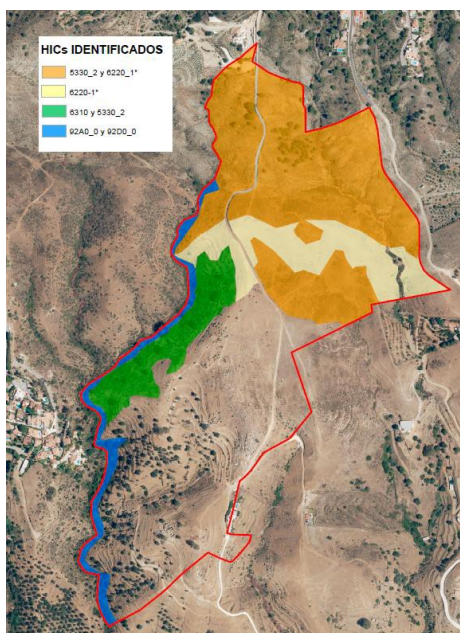 HICs IDENTIFICADOS
5330_2 y 6220_1*
6220-1*
6310 y 5330_2
92A0_0 y 92D0_0